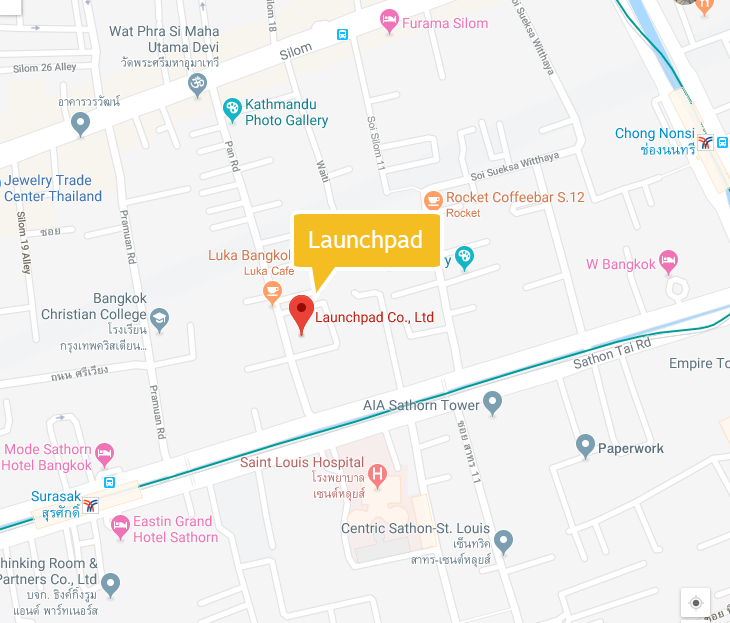 Furama Silom
Wat Phra Si Maha
Utama Devi
วัดพระศรีมหาอุมาเทวี
Silom 18
Silom
Soi Sueksa Witthaya
Silom 26 Alley
อาคารวรวัฒน์
Kathmandu
Photo Gallery
Chong Nonsi
ช่องนนทรี
Pan Rd
Waiti
Soi Silom 11
Soi Sueksa Witthaya
Jewelry Trade
Center Thailand
Rocket Coffeebar S.12
Rocket
Silom 19 Alley
ซอย
Pramuan Rd
Launchpad
Luka Bangkok
Luka Cafe
y
W Bangkok
Bangkok
Christian College
โรงเรียน
กรุงเทพคริสเตียน...
Launchpad Co., Ltd
Sathon Tai Rd
Empire To
ถนน ศรีเวียง
Pramuan Rd
AIA Sathorn Tower
ซอย สาทร 11
Mode Sathorn
Hotel Bangkok
Saint Louis Hospital
โรงพยาบาล
เซนต์หลุยส์
H
Paperwork
Surasak
สุรศักดิ์
Eastin Grand
Hotel Sathorn
Centric Sathon-St. Louis
เซ็นทริค
สาทร-เซนต์หลุยส์
hinking Room &
Partners Co., Ltd
บจก. ธิงค์กิ้งรูม
แอนด์ พาร์ทเนอร์ส
ซอย